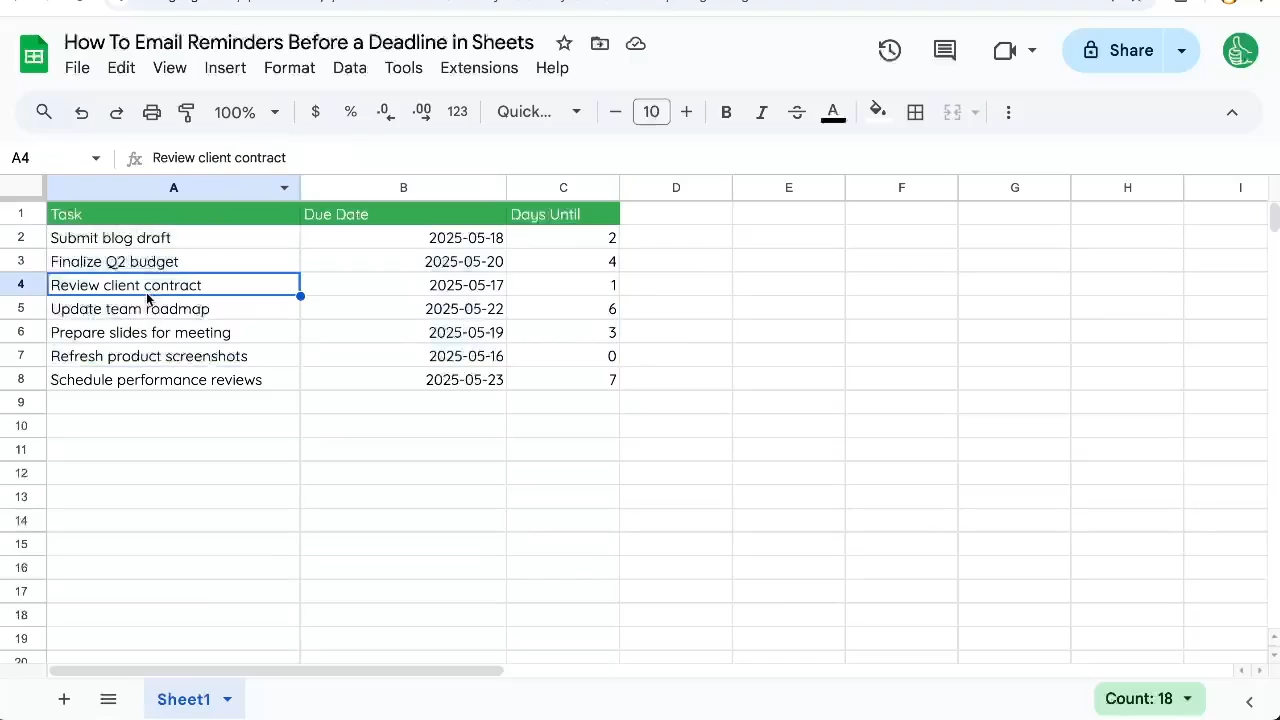 How To Email Reminders Before a Deadline in Sheets
File Edit View Insert Format Data Tools Extensions Help
Share
100% $ % .0 .00 123 Quick... 10 B I A
A4 fx Review client contract
A B C D E F G H I
1 Task Due Date Days Until
2 Submit blog draft 2025-05-18 2
3 Finalize Q2 budget 2025-05-20 4
4 Review client contract 2025-05-17 1
5 Update team roadmap 2025-05-22 6
6 Prepare slides for meeting 2025-05-19 3
7 Refresh product screenshots 2025-05-16 0
8 Schedule performance reviews 2025-05-23 7
9
10
11
12
13
14
15
16
17
18
19
20
Sheet1 Count: 18